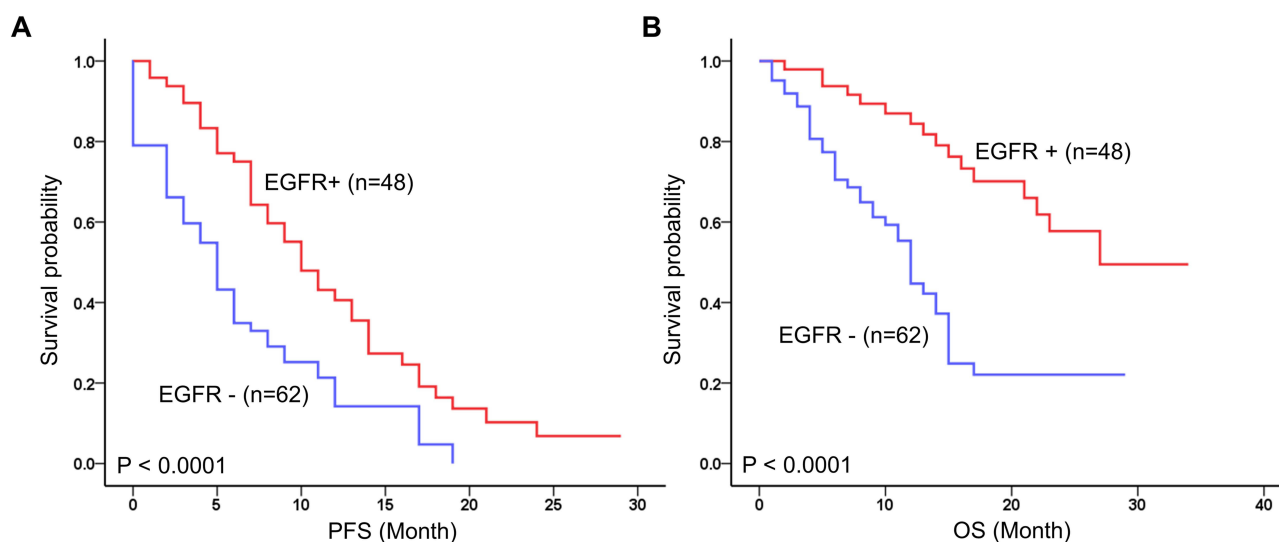 A
Survival probability
1.0
0.8
0.6
0.4
0.2
0.0
EGFR+ (n=48)
EGFR - (n=62)
P < 0.0001
0 5 10 15 20 25 30
PFS (Month)
B
Survival probability
1.0
0.8
0.6
0.4
0.2
0.0
EGFR + (n=48)
EGFR - (n=62)
P < 0.0001
0 10 20 30 40
OS (Month)